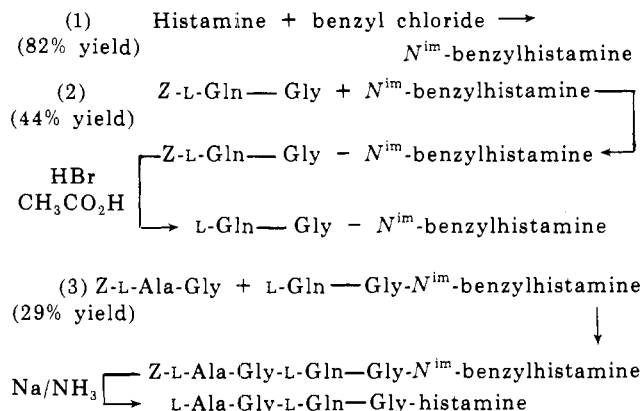 (1) Histamine + benzyl chloride →
(82% yield) N^im-benzylhistamine
(2) Z-L-Gln—Gly + N^im-benzylhistamine
(44% yield)
Z-L-Gln—Gly – N^im-benzylhistamine
HBr
CH₃CO₂H
L-Gln—Gly – N^im-benzylhistamine
(3) Z-L-Ala-Gly + L-Gln—Gly-N^im-benzylhistamine
(29% yield)
Z-L-Ala-Gly-L-Gln—Gly-N^im-benzylhistamine
Na/NH₃
L-Ala-Gly-L-Gln—Gly-histamine